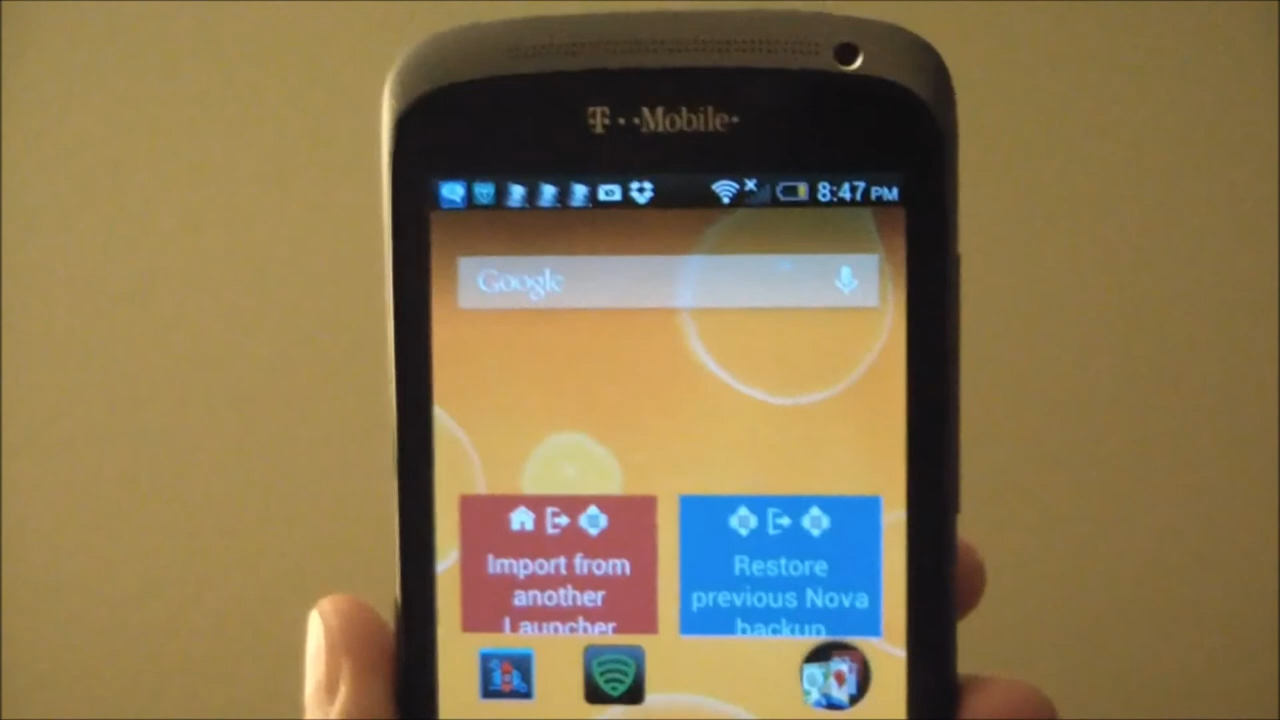 T··Mobile·
8:47 PM
Google
Import from
another
Launcher
Restore
previous Nova
backup